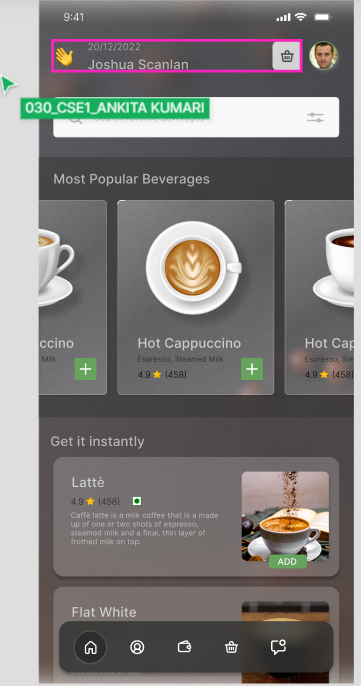 9:41
20/12/2022
Joshua Scanlan
030_CSE1_ANKITA KUMARI
Most Popular Beverages
ccino
Milk
Hot Cappuccino
Espresso, Steamed Milk
4.9 (458)
Hot Cap
Espresso, Ste
4.9 (458)
Get it instantly
Lattè
4.9 (458)
Caffè latte is a milk coffee that is a made
up of one or two shots of espresso,
steamed milk and a final, thin layer of
frothed milk on top.
ADD
Flat White